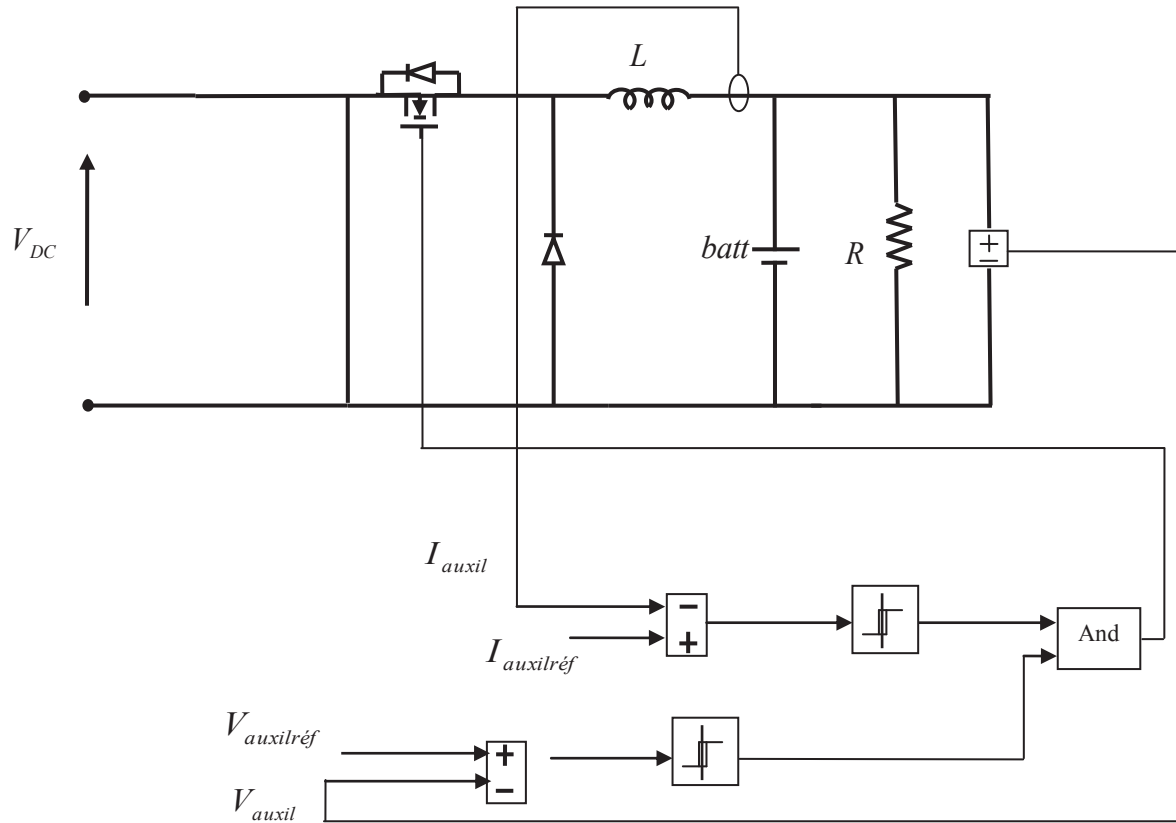 L
V_DC
batt
R
+
−
I_auxil
−
+
I_auxilréf
And
V_auxilréf
+
−
V_auxil